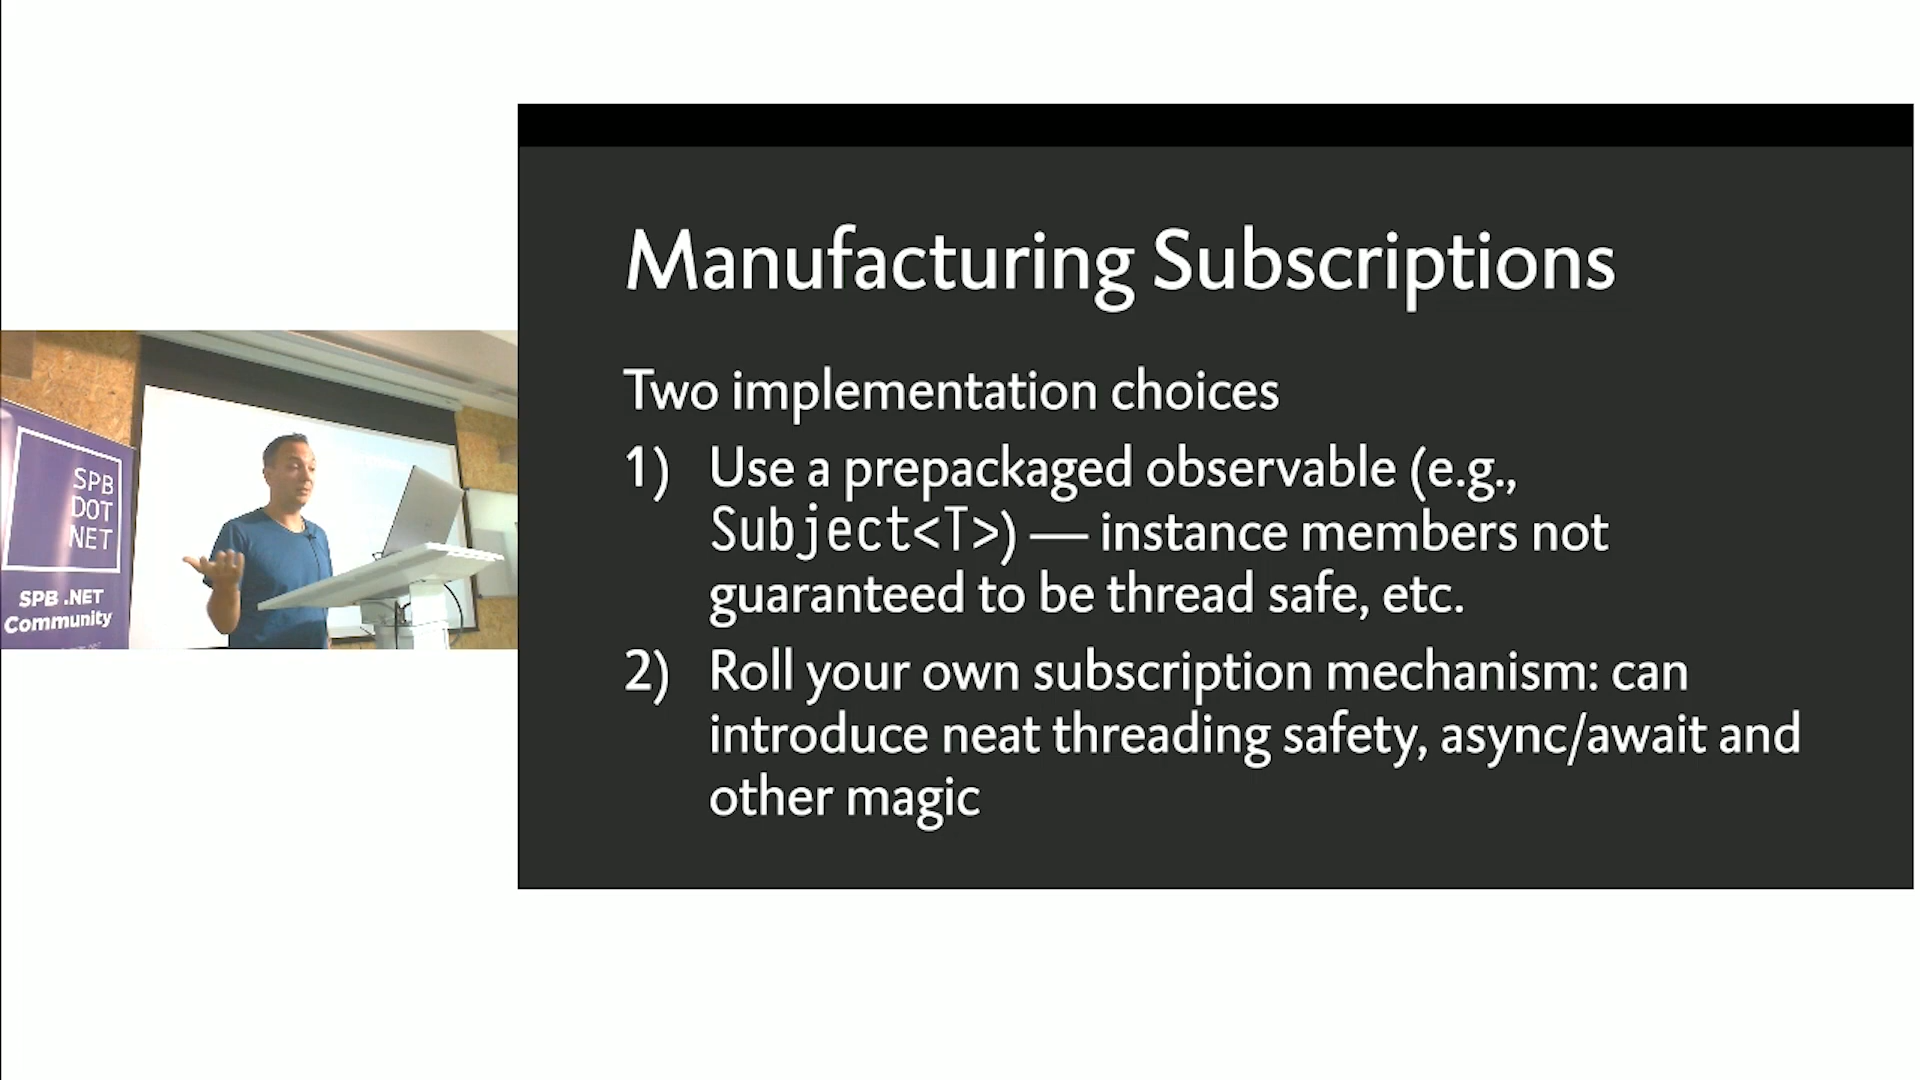 SPB
DOT
NET
SPB .NET
Community
Manufacturing Subscriptions
Two implementation choices
1) Use a prepackaged observable (e.g.,
Subject<T>) — instance members not
guaranteed to be thread safe, etc.
2) Roll your own subscription mechanism: can
introduce neat threading safety, async/await and
other magic